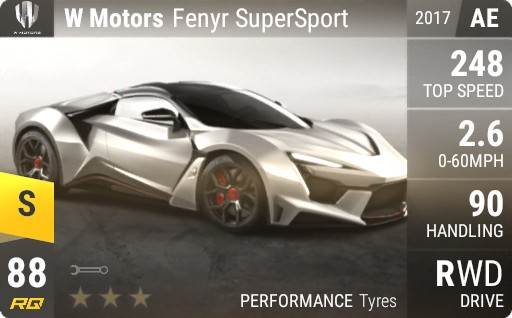 W Motors Fenyr SuperSport
2017 AE
W MOTORS
248
TOP SPEED
2.6
0-60MPH
90
HANDLING
RWD
DRIVE
S
88
RQ
PERFORMANCE Tyres